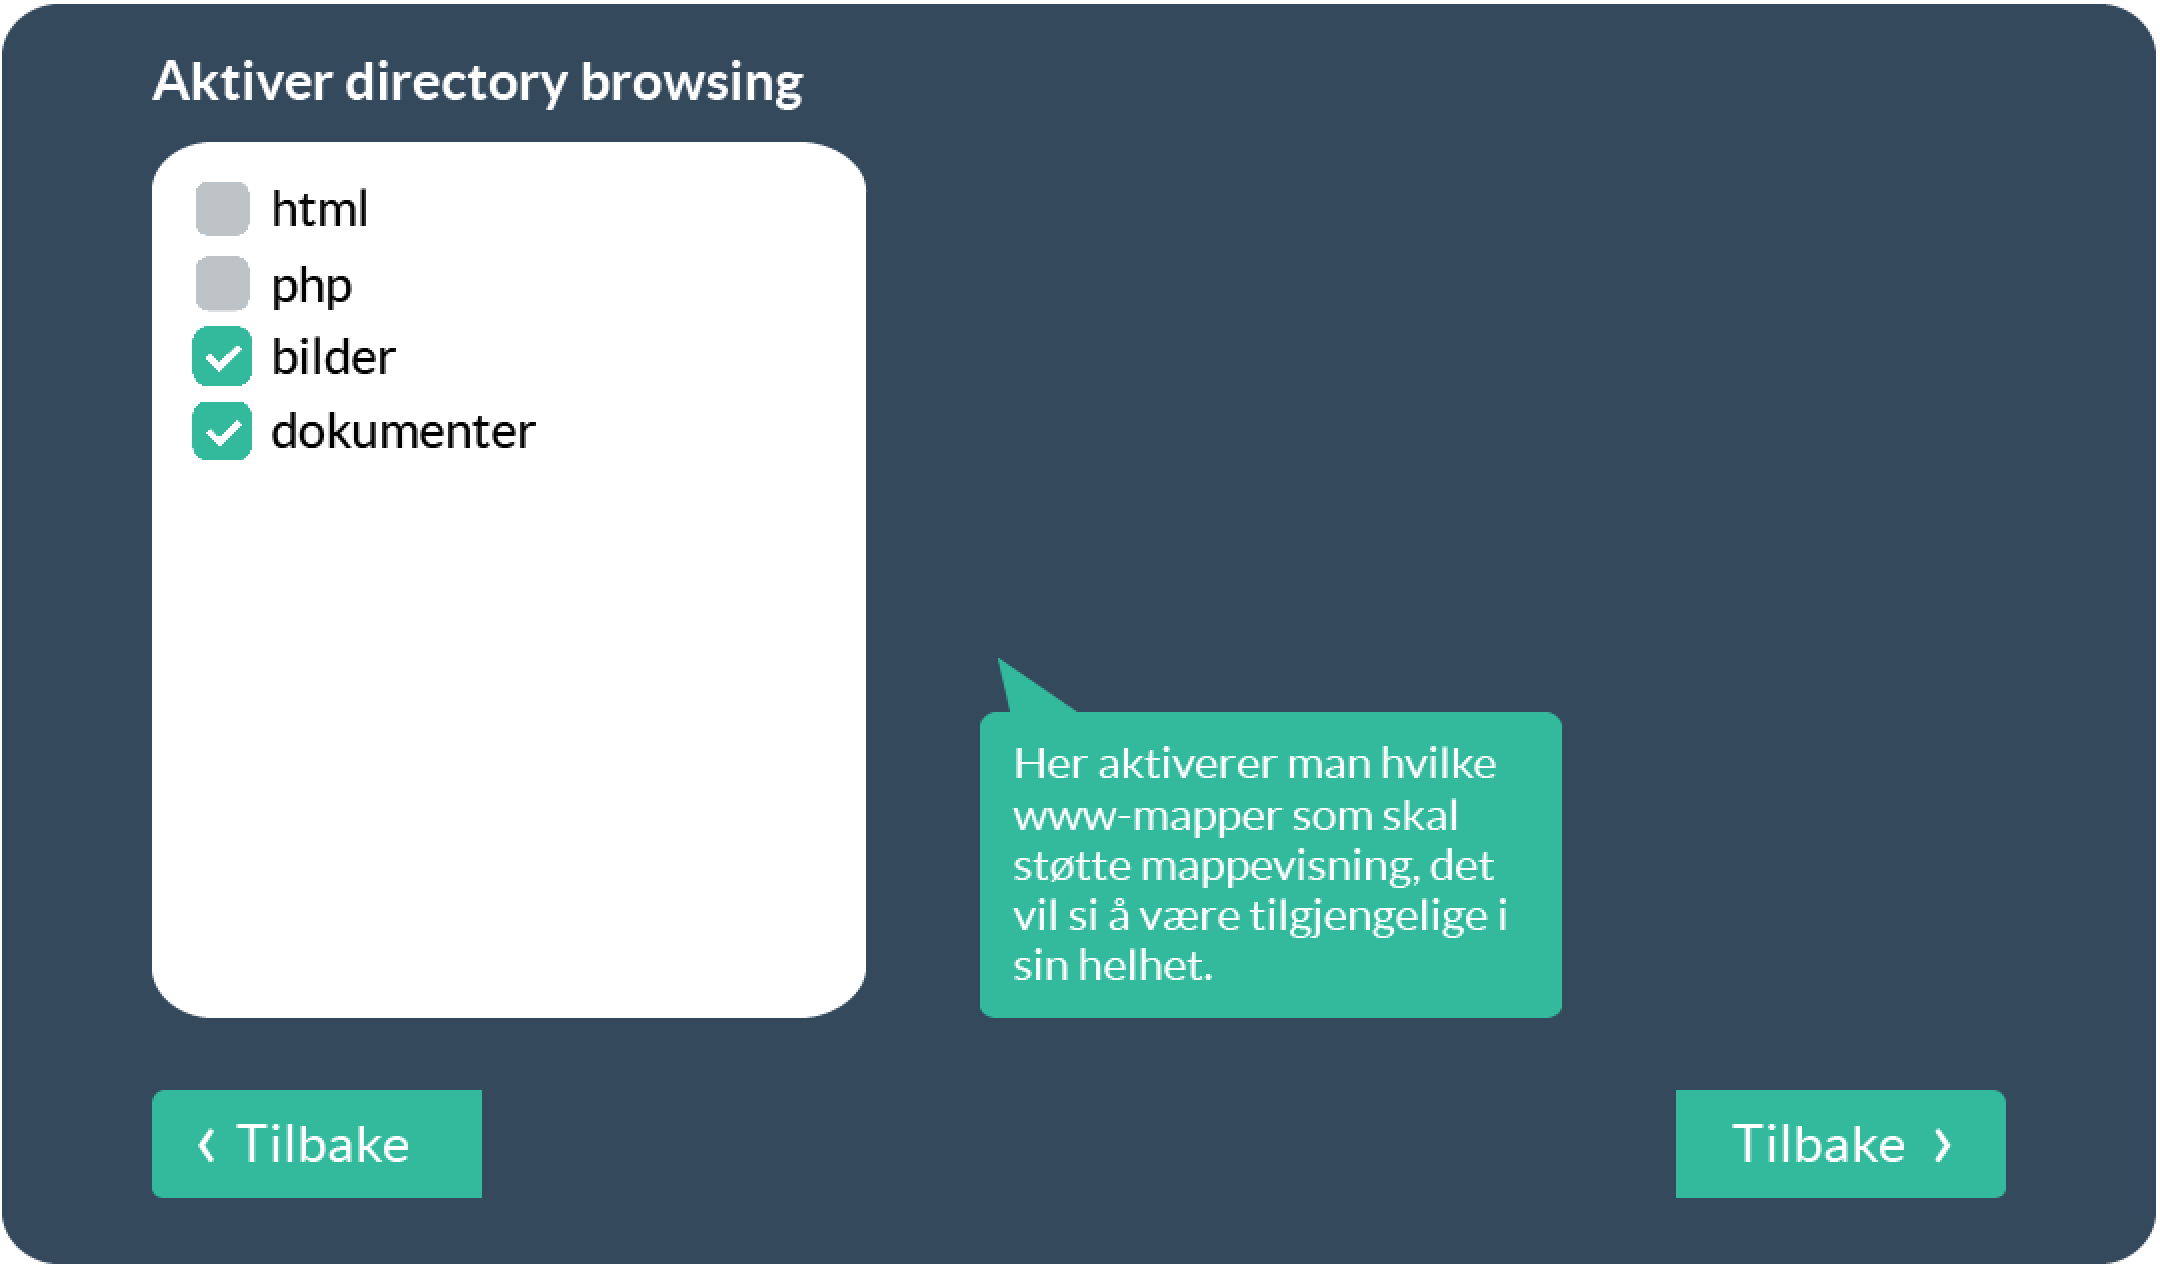 Aktiver directory browsing
html
php
bilder
dokumenter
Her aktiverer man hvilke
www-mapper som skal
støtte mappevisning, det
vil si å være tilgjengelige i
sin helhet.
‹ Tilbake
Tilbake ›